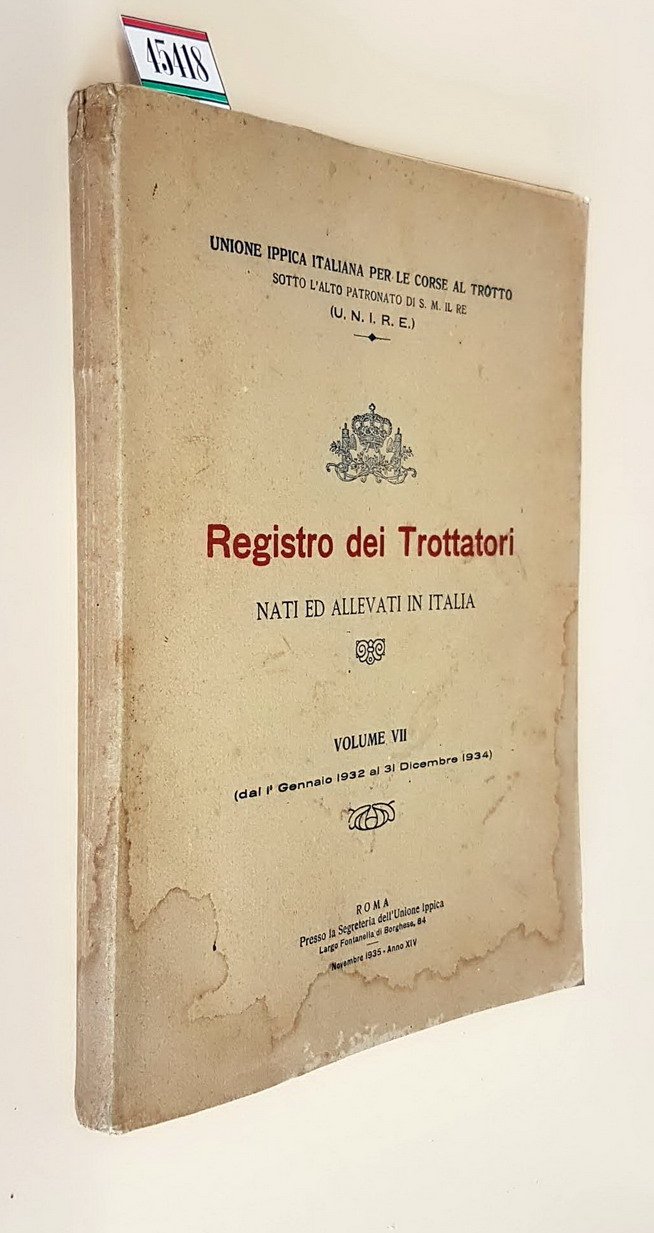 45418
UNIONE IPPICA ITALIANA PER LE CORSE AL TROTTO
SOTTO L'ALTO PATRONATO DI S. M. IL RE
(U. N. I. R. E.)
Registro dei Trottatori
NATI ED ALLEVATI IN ITALIA
VOLUME VII
(dal 1° Gennaio 1932 al 31 Dicembre 1934)
ROMA
Presso la Segreteria dell'Unione Ippica
Largo Fontanella di Borghese, 84
Novembre 1935 - Anno XIV